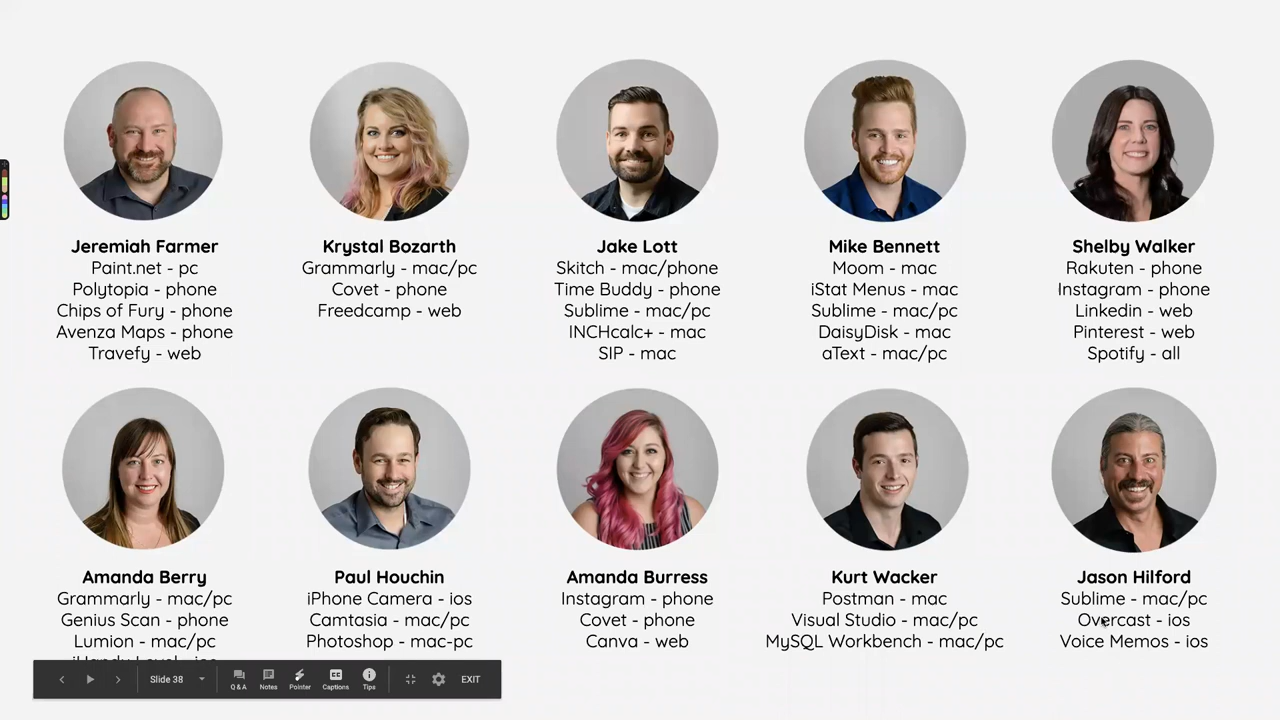 Jeremiah Farmer
Paint.net - pc
Polytopia - phone
Chips of Fury - phone
Avenza Maps - phone
Travefy - web
Krystal Bozarth
Grammarly - mac/pc
Covet - phone
Freedcamp - web
Jake Lott
Skitch - mac/phone
Time Buddy - phone
Sublime - mac/pc
INCHcalc+ - mac
SIP - mac
Mike Bennett
Moom - mac
iStat Menus - mac
Sublime - mac/pc
DaisyDisk - mac
aText - mac/pc
Shelby Walker
Rakuten - phone
Instagram - phone
Linkedin - web
Pinterest - web
Spotify - all
Amanda Berry
Grammarly - mac/pc
Genius Scan - phone
Lumion - mac/pc
Paul Houchin
iPhone Camera - ios
Camtasia - mac/pc
Photoshop - mac-pc
Amanda Burress
Instagram - phone
Covet - phone
Canva - web
Kurt Wacker
Postman - mac
Visual Studio - mac/pc
MySQL Workbench - mac/pc
Jason Hilford
Sublime - mac/pc
Overcast - ios
Voice Memos - ios
Slide 38
Q & A
Notes
Pointer
Captions
Tips
EXIT